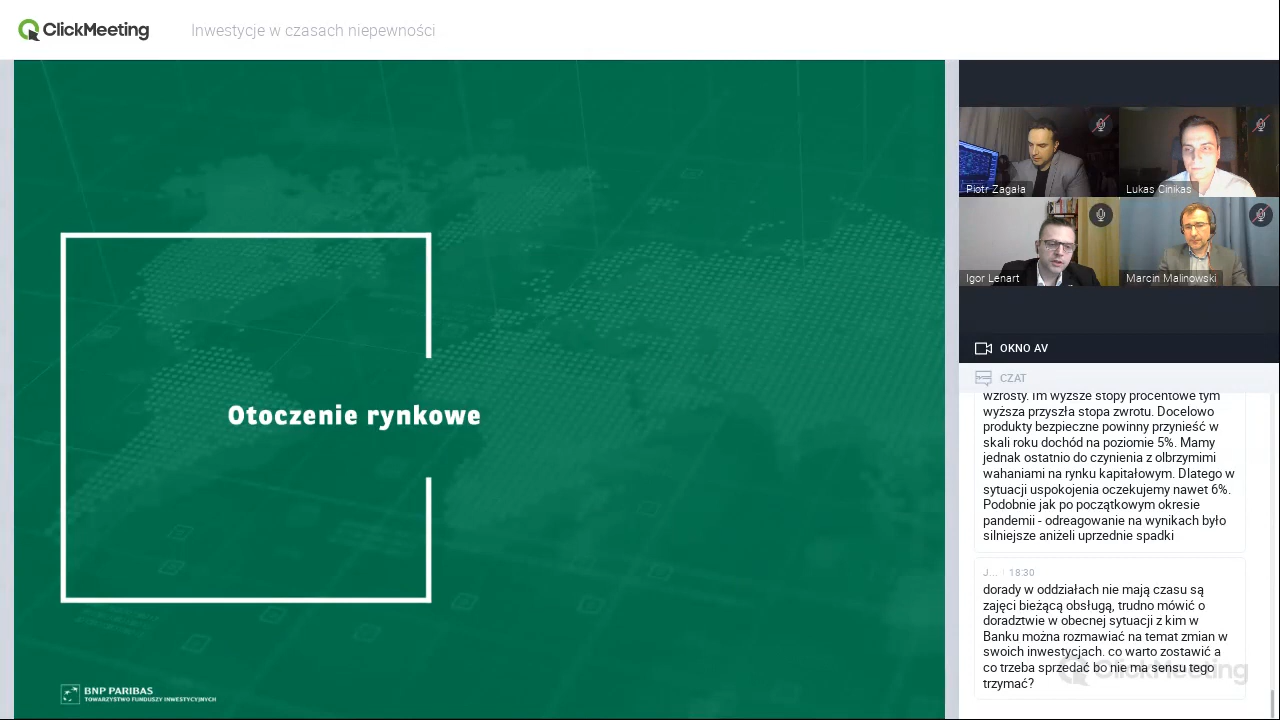 ClickMeeting
Inwestycje w czasach niepewności
Otoczenie rynkowe
BNP PARIBAS
TOWARZYSTWO FUNDUSZY INWESTYCYJNYCH
Piotr Zagała
Lukas Cinikas
Igor Lenart
Marcin Malinowski
OKNO AV
CZAT
wzrosty. Im wyższe stopy procentowe tym
wyższa przyszła stopa zwrotu. Docelowo
produkty bezpieczne powinny przynieść w
skali roku dochód na poziomie 5%. Mamy
jednak ostatnio do czynienia z olbrzymimi
wahaniami na rynku kapitałowym. Dlatego w
sytuacji uspokojenia oczekujemy nawet 6%.
Podobnie jak po początkowym okresie
pandemii - odreagowanie na wynikach było
silniejsze aniżeli uprzednie spadki
J... 18:30
dorady w oddziałach nie mają czasu są
zajęci bieżącą obsługą, trudno mówić o
doradztwie w obecnej sytuacji z kim w
Banku można rozmawiać na temat zmian w
swoich inwestycjach. co warto zostawić a
co trzeba sprzedać bo nie ma sensu tego
trzymać?
ClickMeeting